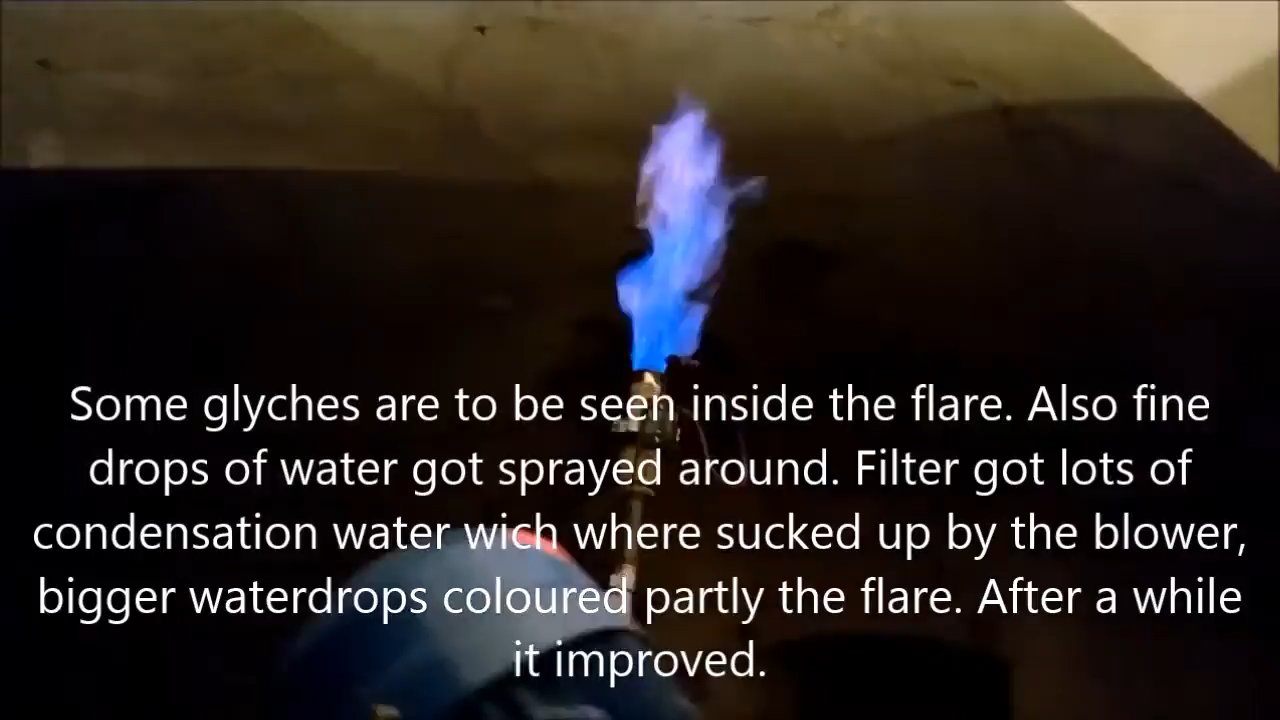 Some glyches are to be seen inside the flare. Also fine
drops of water got sprayed around. Filter got lots of
condensation water wich where sucked up by the blower,
bigger waterdrops coloured partly the flare. After a while
it improved.